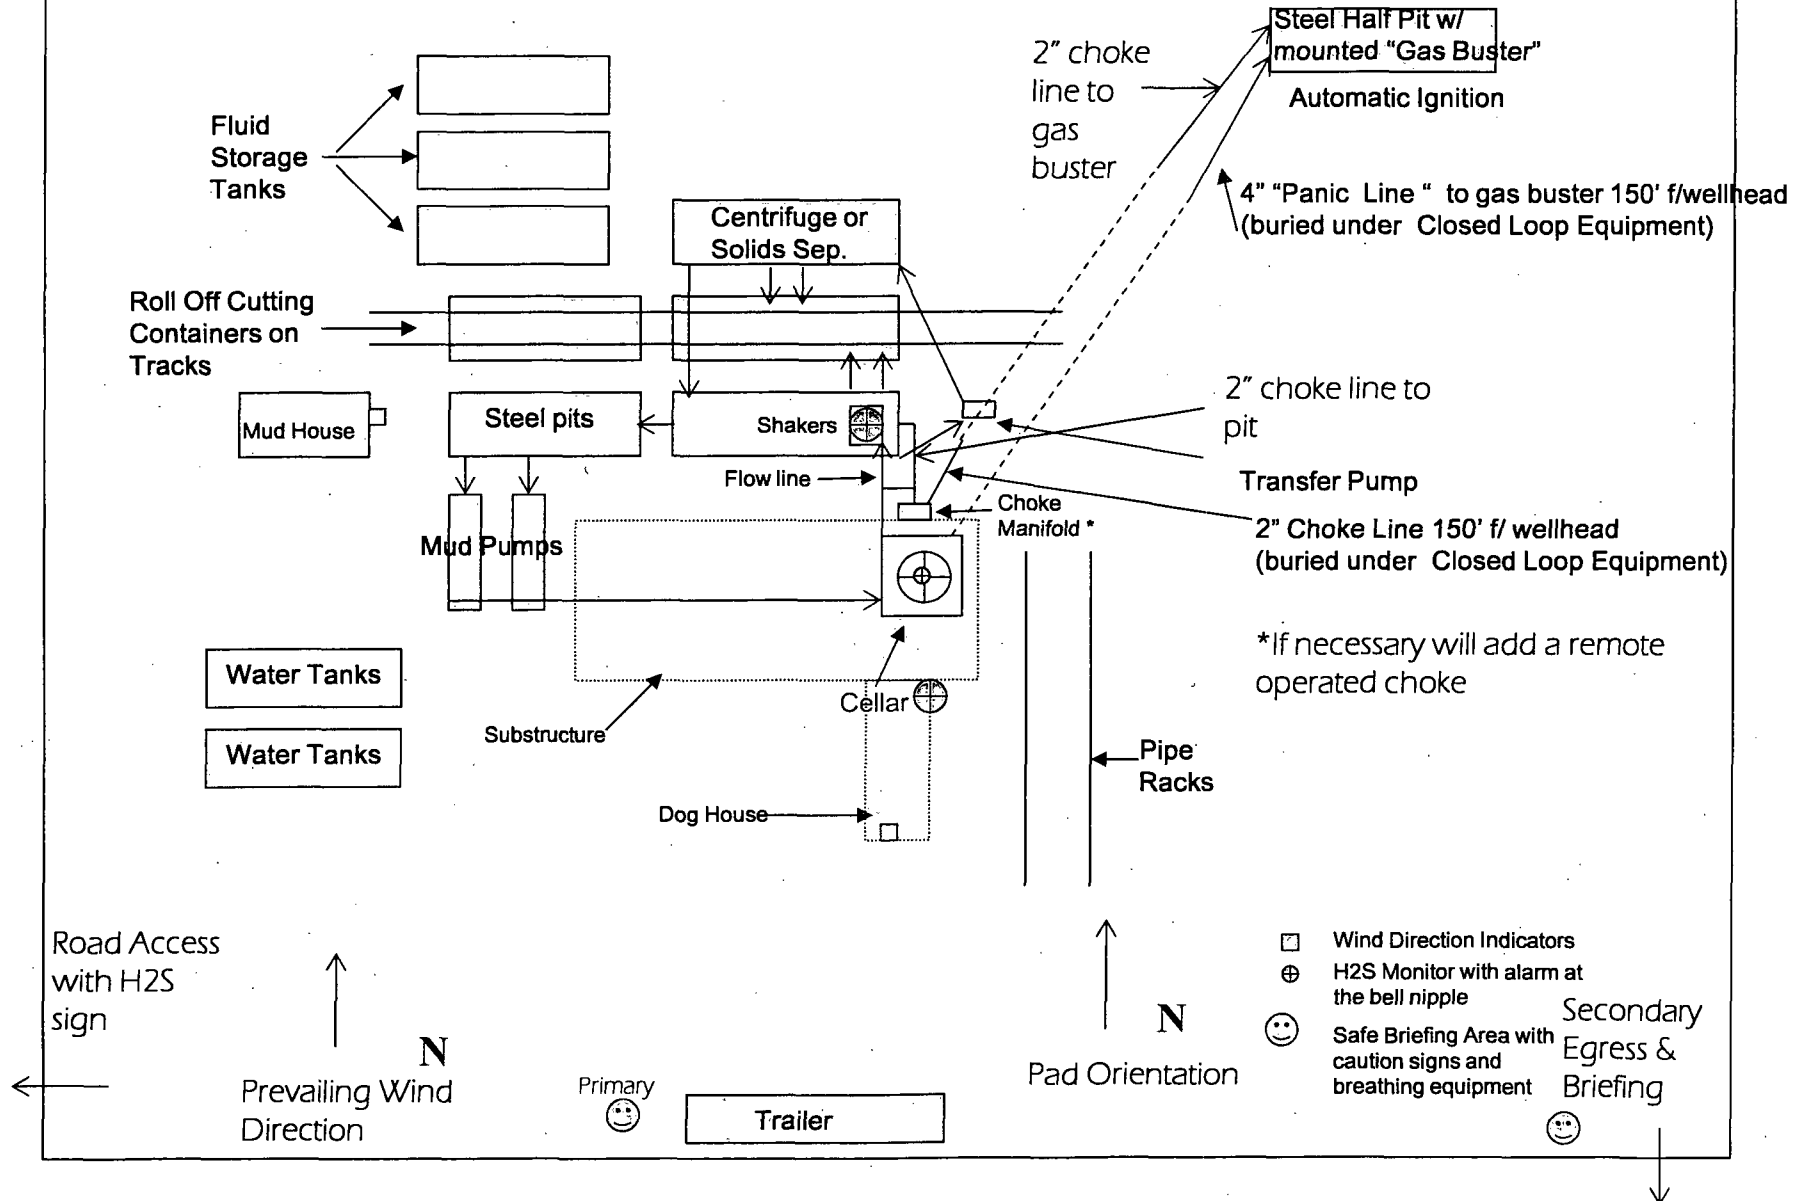 Steel Half Pit w/
mounted “Gas Buster”
Automatic Ignition
2” choke
line to
gas
buster
Fluid
Storage
Tanks
4” “Panic Line “ to gas buster 150' f/wellhead
(buried under Closed Loop Equipment)
Centrifuge or
Solids Sep.
Roll Off Cutting
Containers on
Tracks
2” choke line to
pit
Mud House
Steel pits
Shakers
Flow line
Transfer Pump
Choke
Manifold *
2” Choke Line 150' f/ wellhead
(buried under Closed Loop Equipment)
Mud Pumps
*If necessary will add a remote
operated choke
Water Tanks
Cellar
Substructure
Water Tanks
Pipe
Racks
Dog House
Road Access
with H2S
sign
Wind Direction Indicators
H2S Monitor with alarm at
the bell nipple
Safe Briefing Area with
caution signs and
breathing equipment
Secondary
Egress &
Briefing
N
Pad Orientation
N
Prevailing Wind
Direction
Primary
Trailer